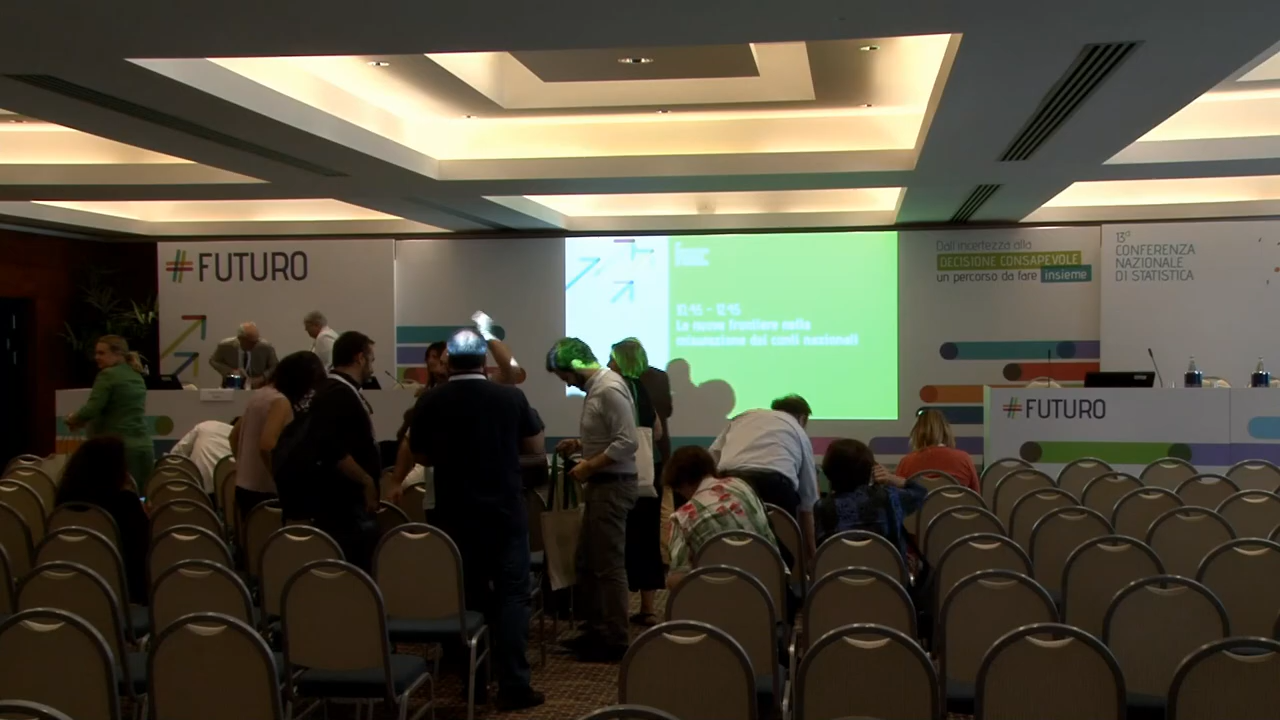 #FUTURO
10:45 - 12:45
Le nuove frontiere nella
misurazione dei conti nazionali
Dall'incertezza alla
DECISIONE CONSAPEVOLE
un percorso da fare insieme
13ª
CONFERENZA
NAZIONALE
DI STATISTICA
#FUTURO